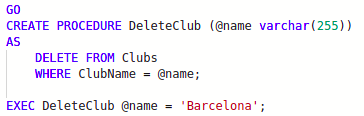 GO
CREATE PROCEDURE DeleteClub (@name varchar(255))
AS
    DELETE FROM Clubs
    WHERE ClubName = @name;

EXEC DeleteClub @name = 'Barcelona';